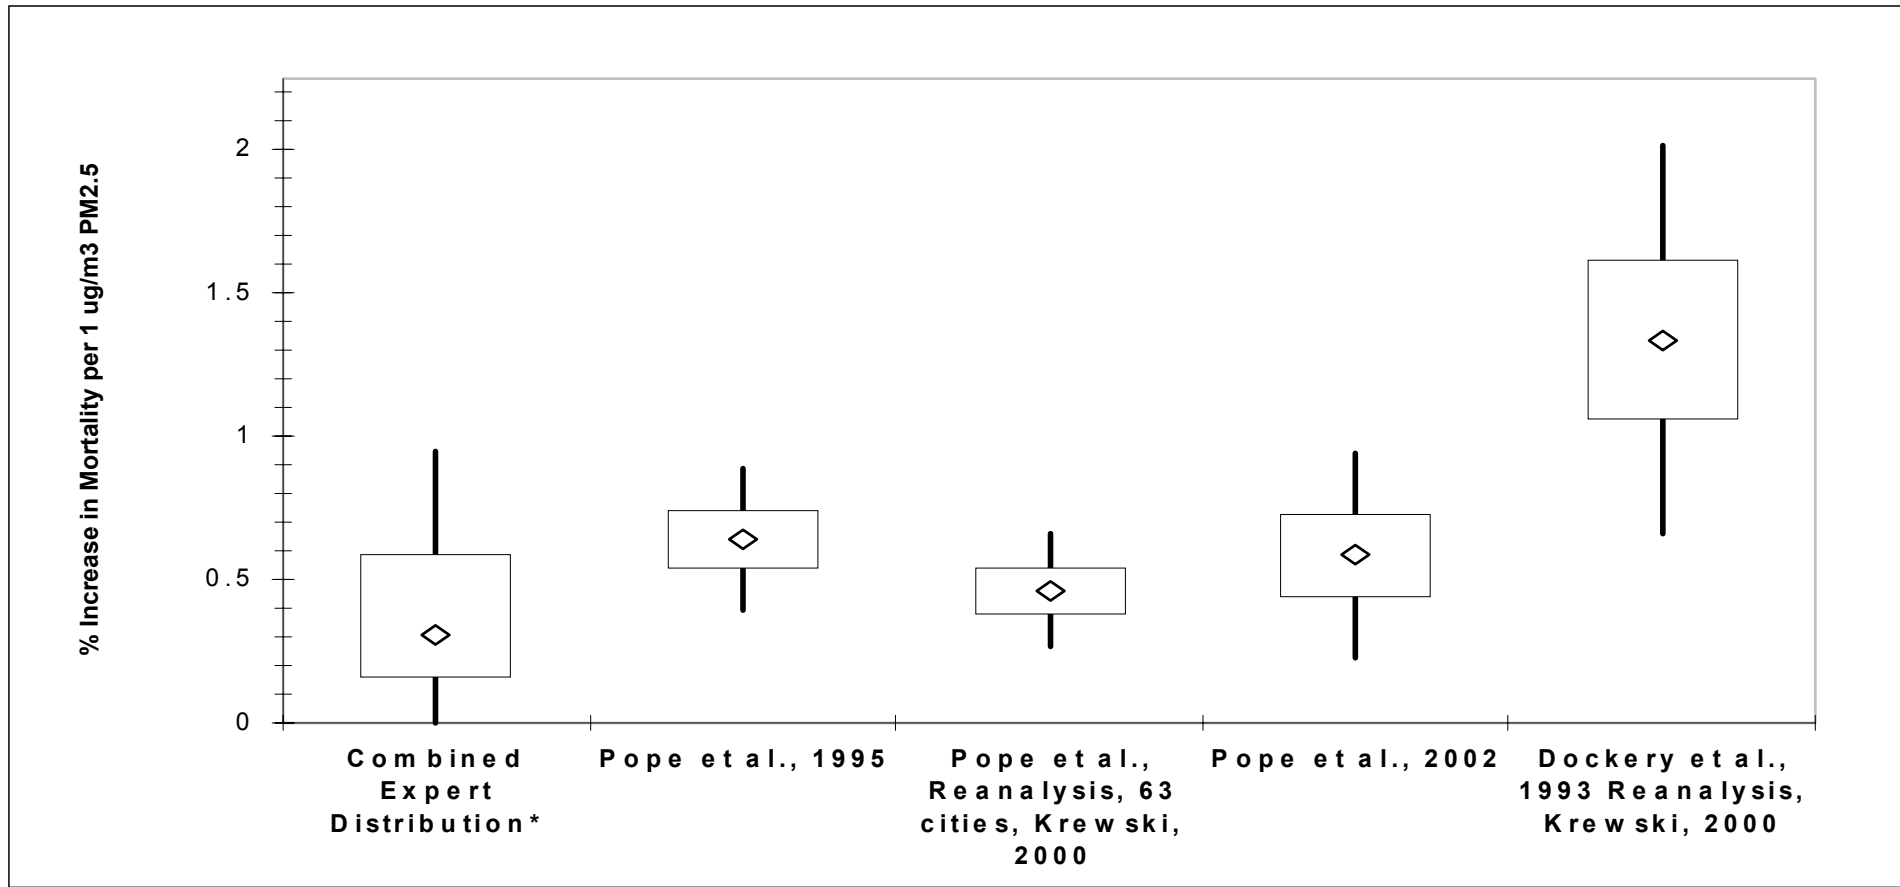 % Increase in Mortality per 1 ug/m3 PM2.5
2
1.5
1
0.5
0
Combined
Expert
Distribution*
Pope et al., 1995
Pope et al.,
Reanalysis, 63
cities, Krewski,
2000
Pope et al., 2002
Dockery et al.,
1993 Reanalysis,
Krewski, 2000